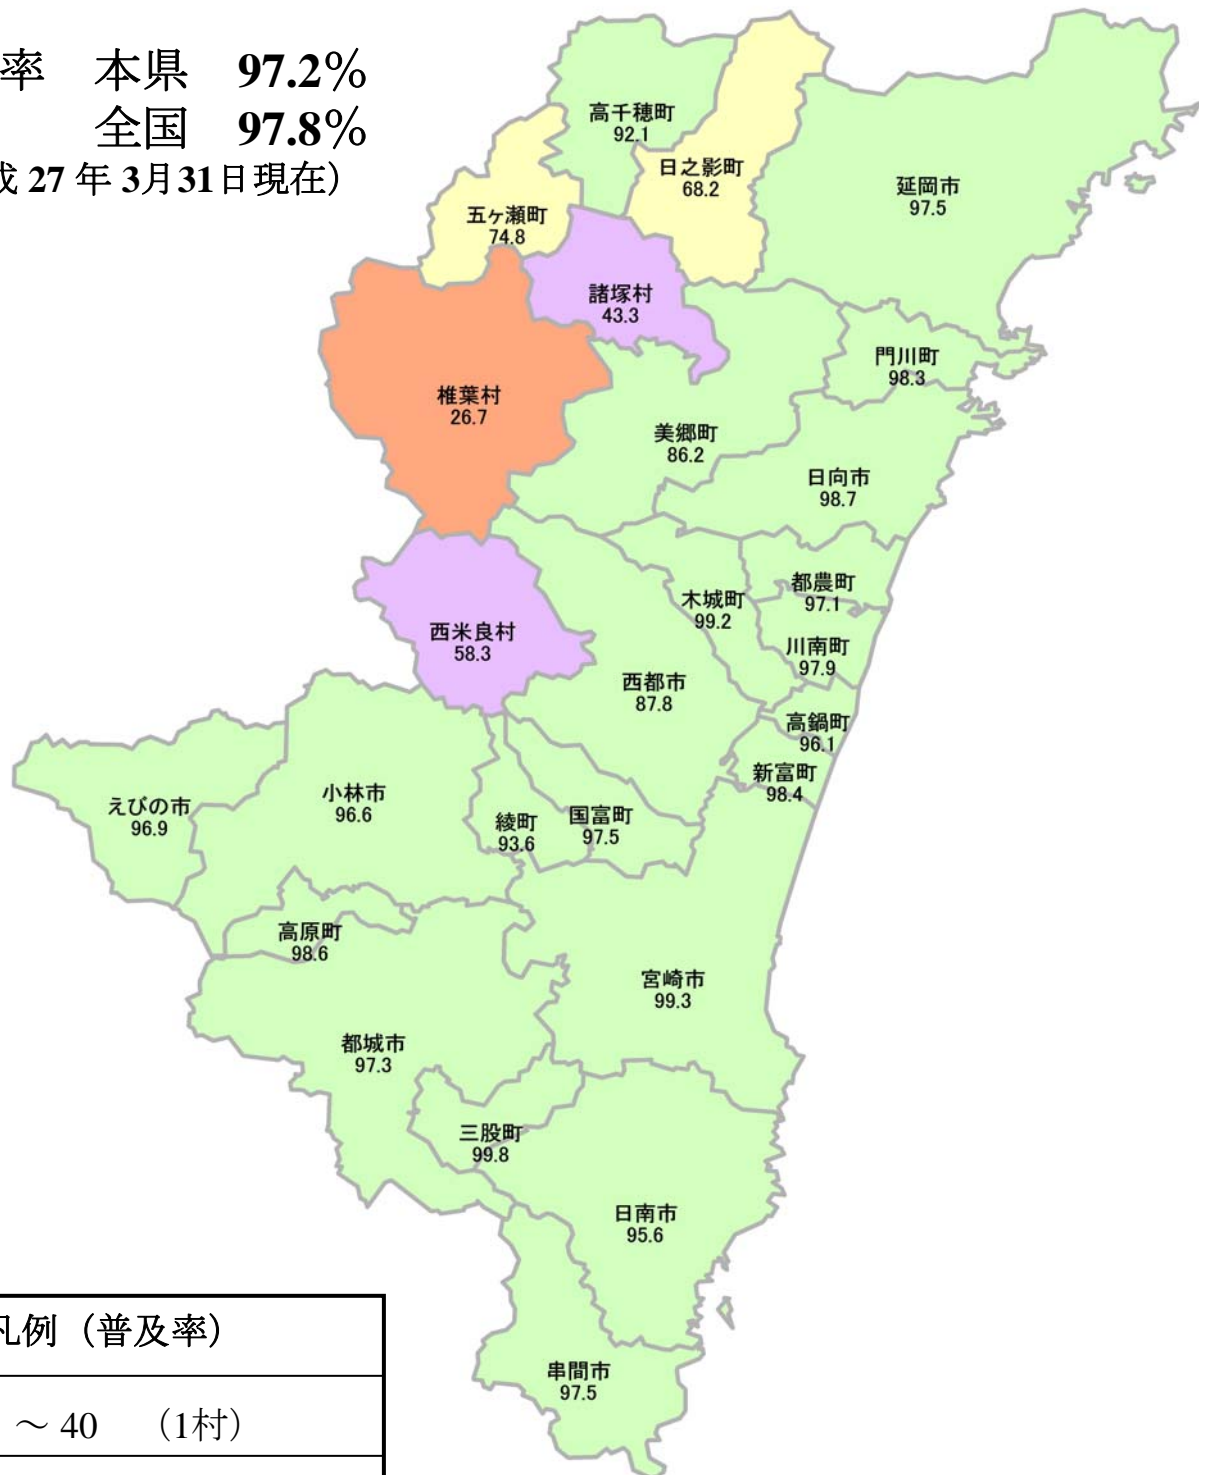 率 本県 97.2%
全国 97.8%
成 27 年 3月31日現在）
高千穂町
92.1
日之影町
68.2
延岡市
97.5
五ヶ瀬町
74.8
諸塚村
43.3
門川町
98.3
椎葉村
26.7
美郷町
86.2
日向市
98.7
都農町
97.1
木城町
99.2
西米良村
58.3
川南町
97.9
西都市
87.8
高鍋町
96.1
新富町
98.4
えびの市
96.9
小林市
96.6
綾町
93.6
国富町
97.5
高原町
98.6
宮崎市
99.3
都城市
97.3
三股町
99.8
日南市
95.6
串間市
97.5
凡例（普及率）
～ 40 （1村）